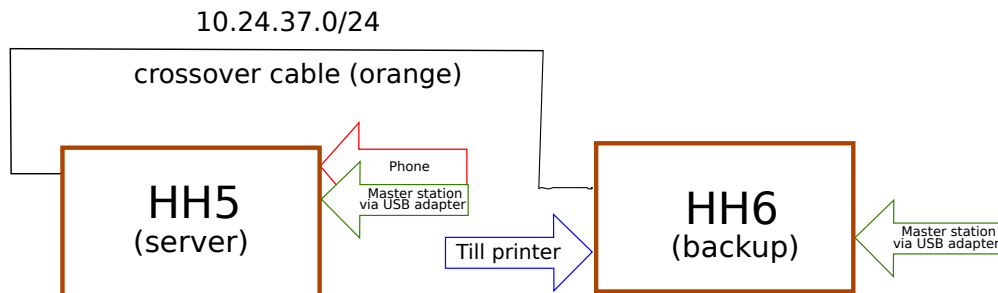 10.24.37.0/24
crossover cable (orange)
Phone
HH5
(server)
Master station
via USB adapter
HH6
(backup)
Till printer
Master station
via USB adapter